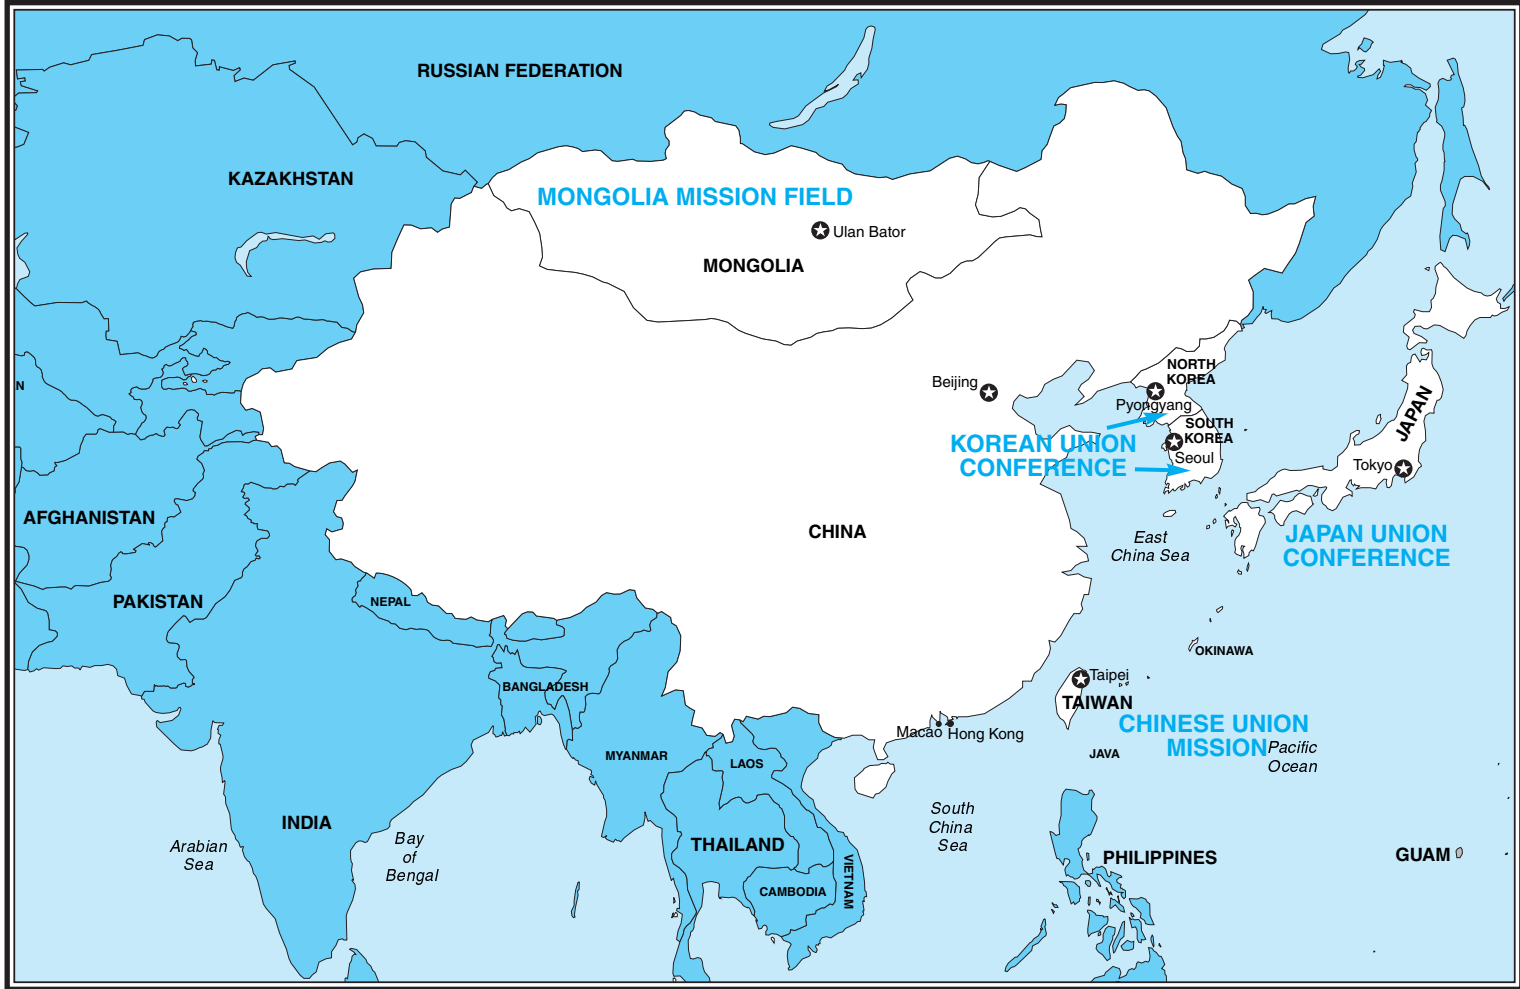 RUSSIAN FEDERATION
KAZAKHSTAN
MONGOLIA MISSION FIELD
Ulan Bator
MONGOLIA
N
Beijing
NORTH
KOREA
Pyongyang
SOUTH
KOREA
Seoul
KOREAN UNION
CONFERENCE
JAPAN
Tokyo
AFGHANISTAN
CHINA
East
China Sea
JAPAN UNION
CONFERENCE
PAKISTAN
NEPAL
OKINAWA
BANGLADESH
Taipei
TAIWAN
Macao
Hong Kong
CHINESE UNION
MISSION
Pacific
Ocean
JAVA
MYANMAR
LAOS
INDIA
Arabian
Sea
Bay
of
Bengal
THAILAND
CAMBODIA
VIETNAM
South
China
Sea
PHILIPPINES
GUAM